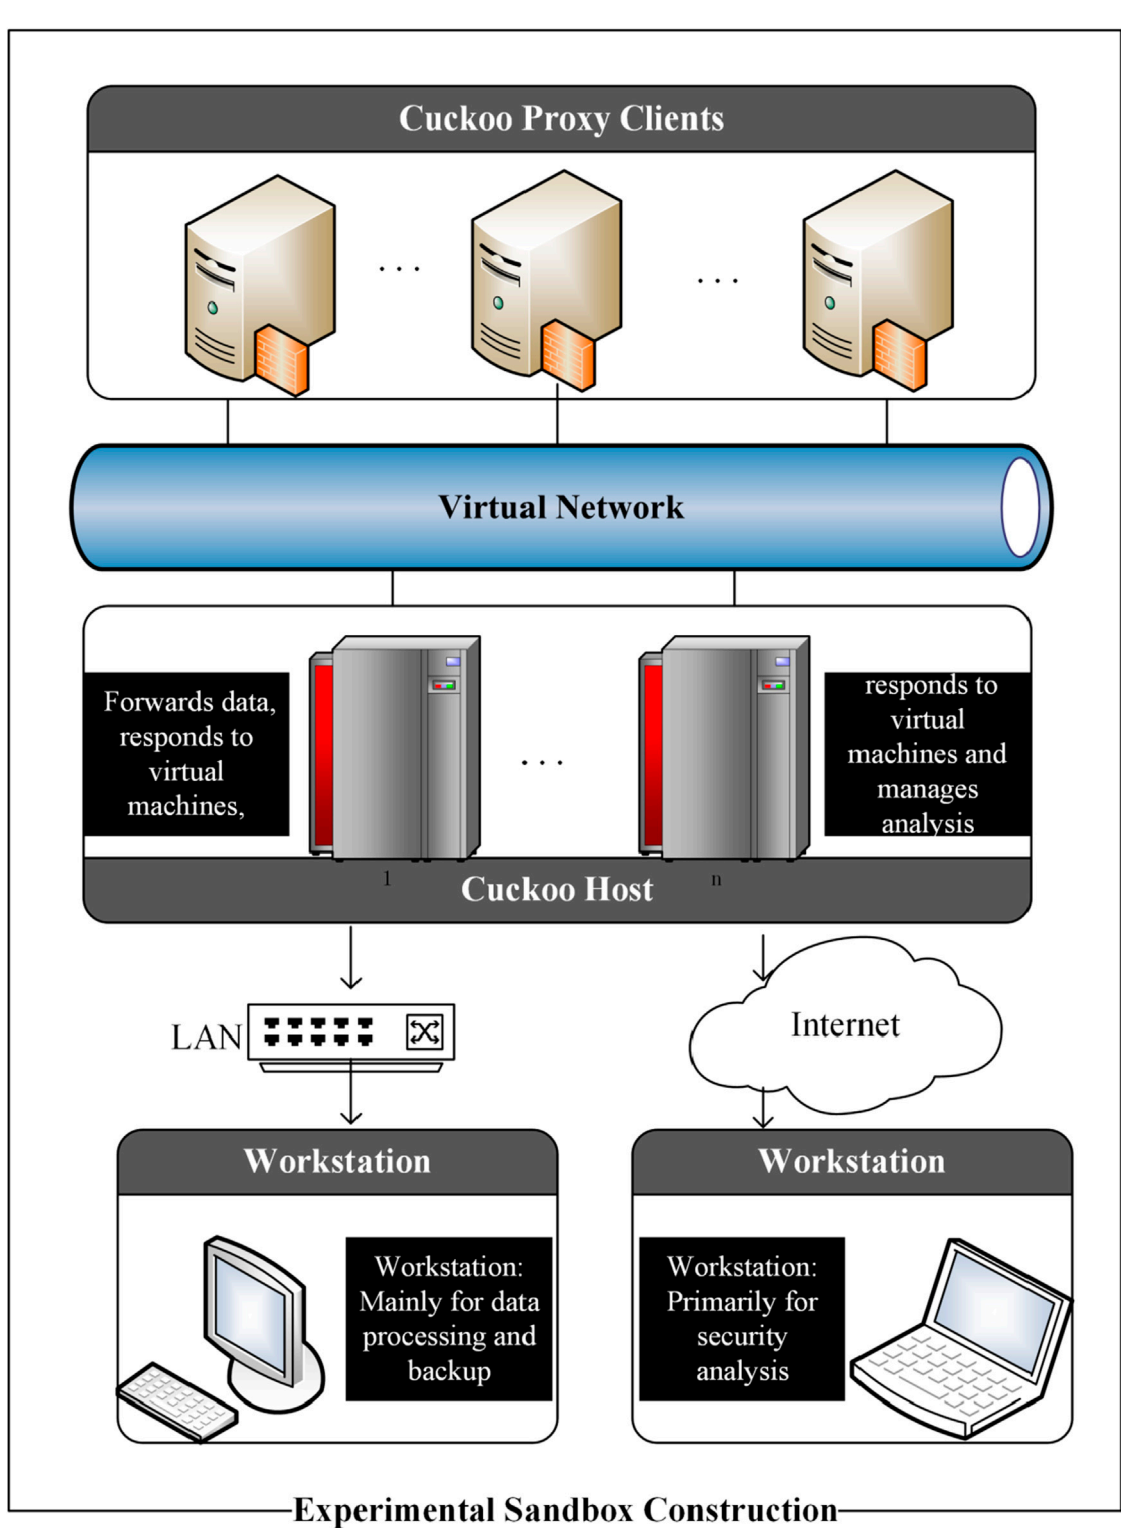 Cuckoo Proxy Clients
...
...
Virtual Network
Forwards data,
responds to
virtual
machines,
...
responds to
virtual
machines and
manages
analysis
1
n
Cuckoo Host
LAN
Internet
Workstation
Workstation:
Mainly for data
processing and
backup
Workstation
Workstation:
Primarily for
security
analysis
Experimental Sandbox Construction